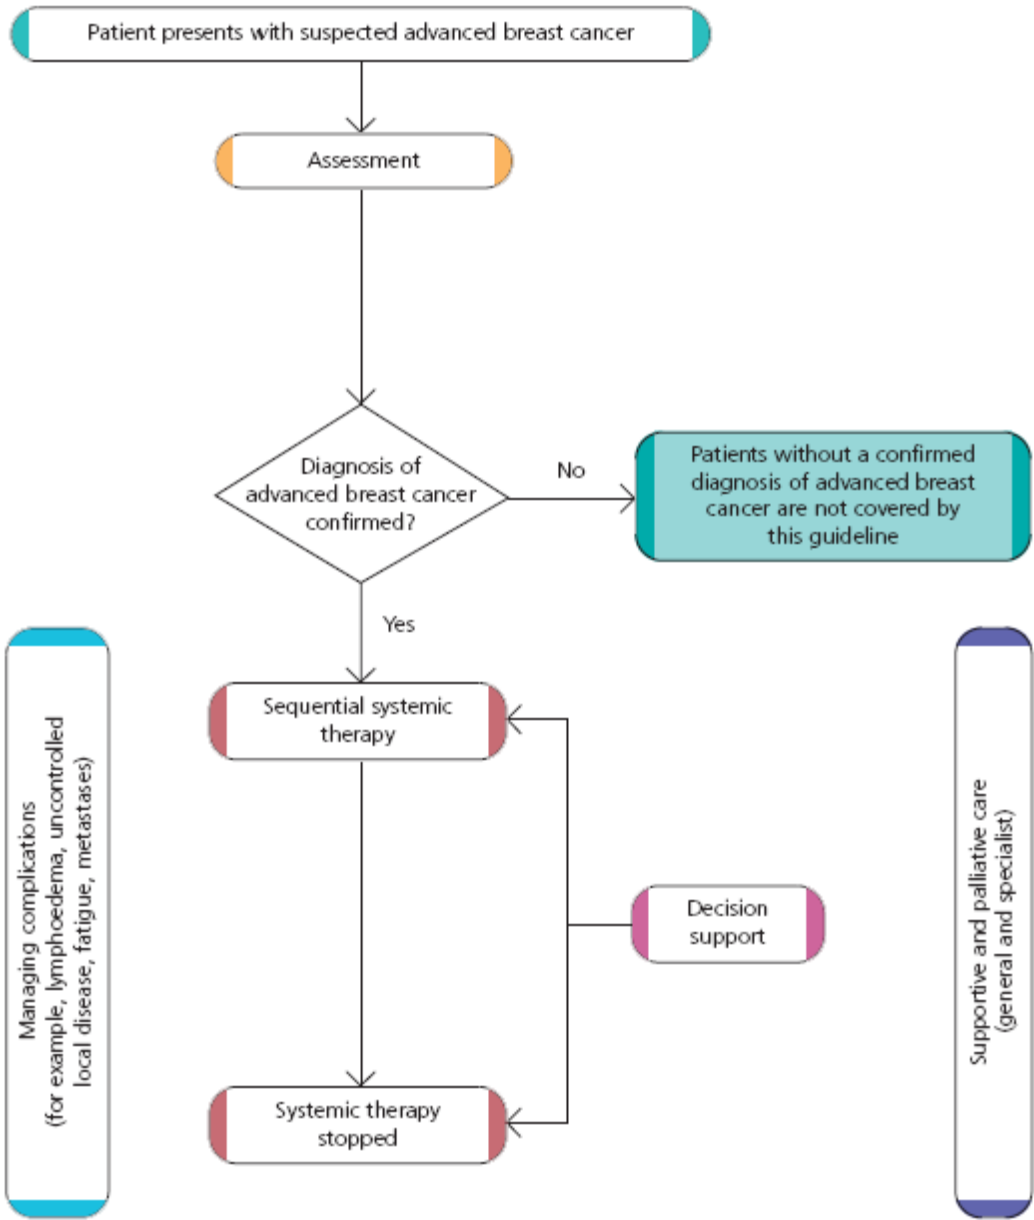 Patient presents with suspected advanced breast cancer
Assessment
Diagnosis of
advanced breast cancer
confirmed?
No
Patients without a confirmed
diagnosis of advanced breast
cancer are not covered by
this guideline
Yes
Sequential systemic
therapy
Managing complications
(for example, lymphoedema, uncontrolled
local disease, fatigue, metastases)
Decision
support
Supportive and palliative care
(general and specialist)
Systemic therapy
stopped